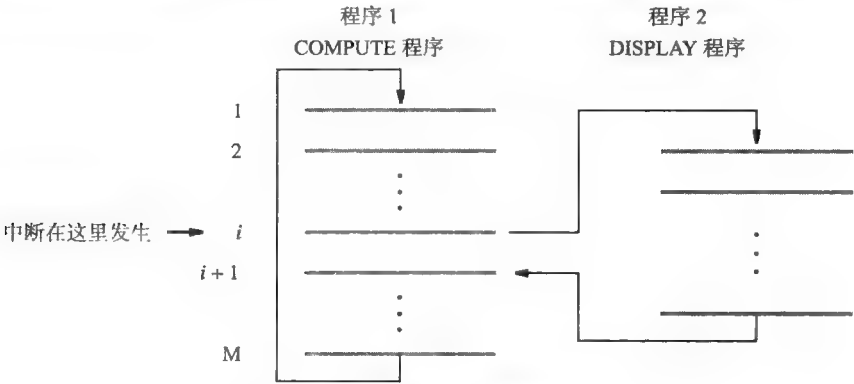 程序 1
COMPUTE 程序
程序 2
DISPLAY 程序
1
2
中断在这里发生
i
i + 1
M